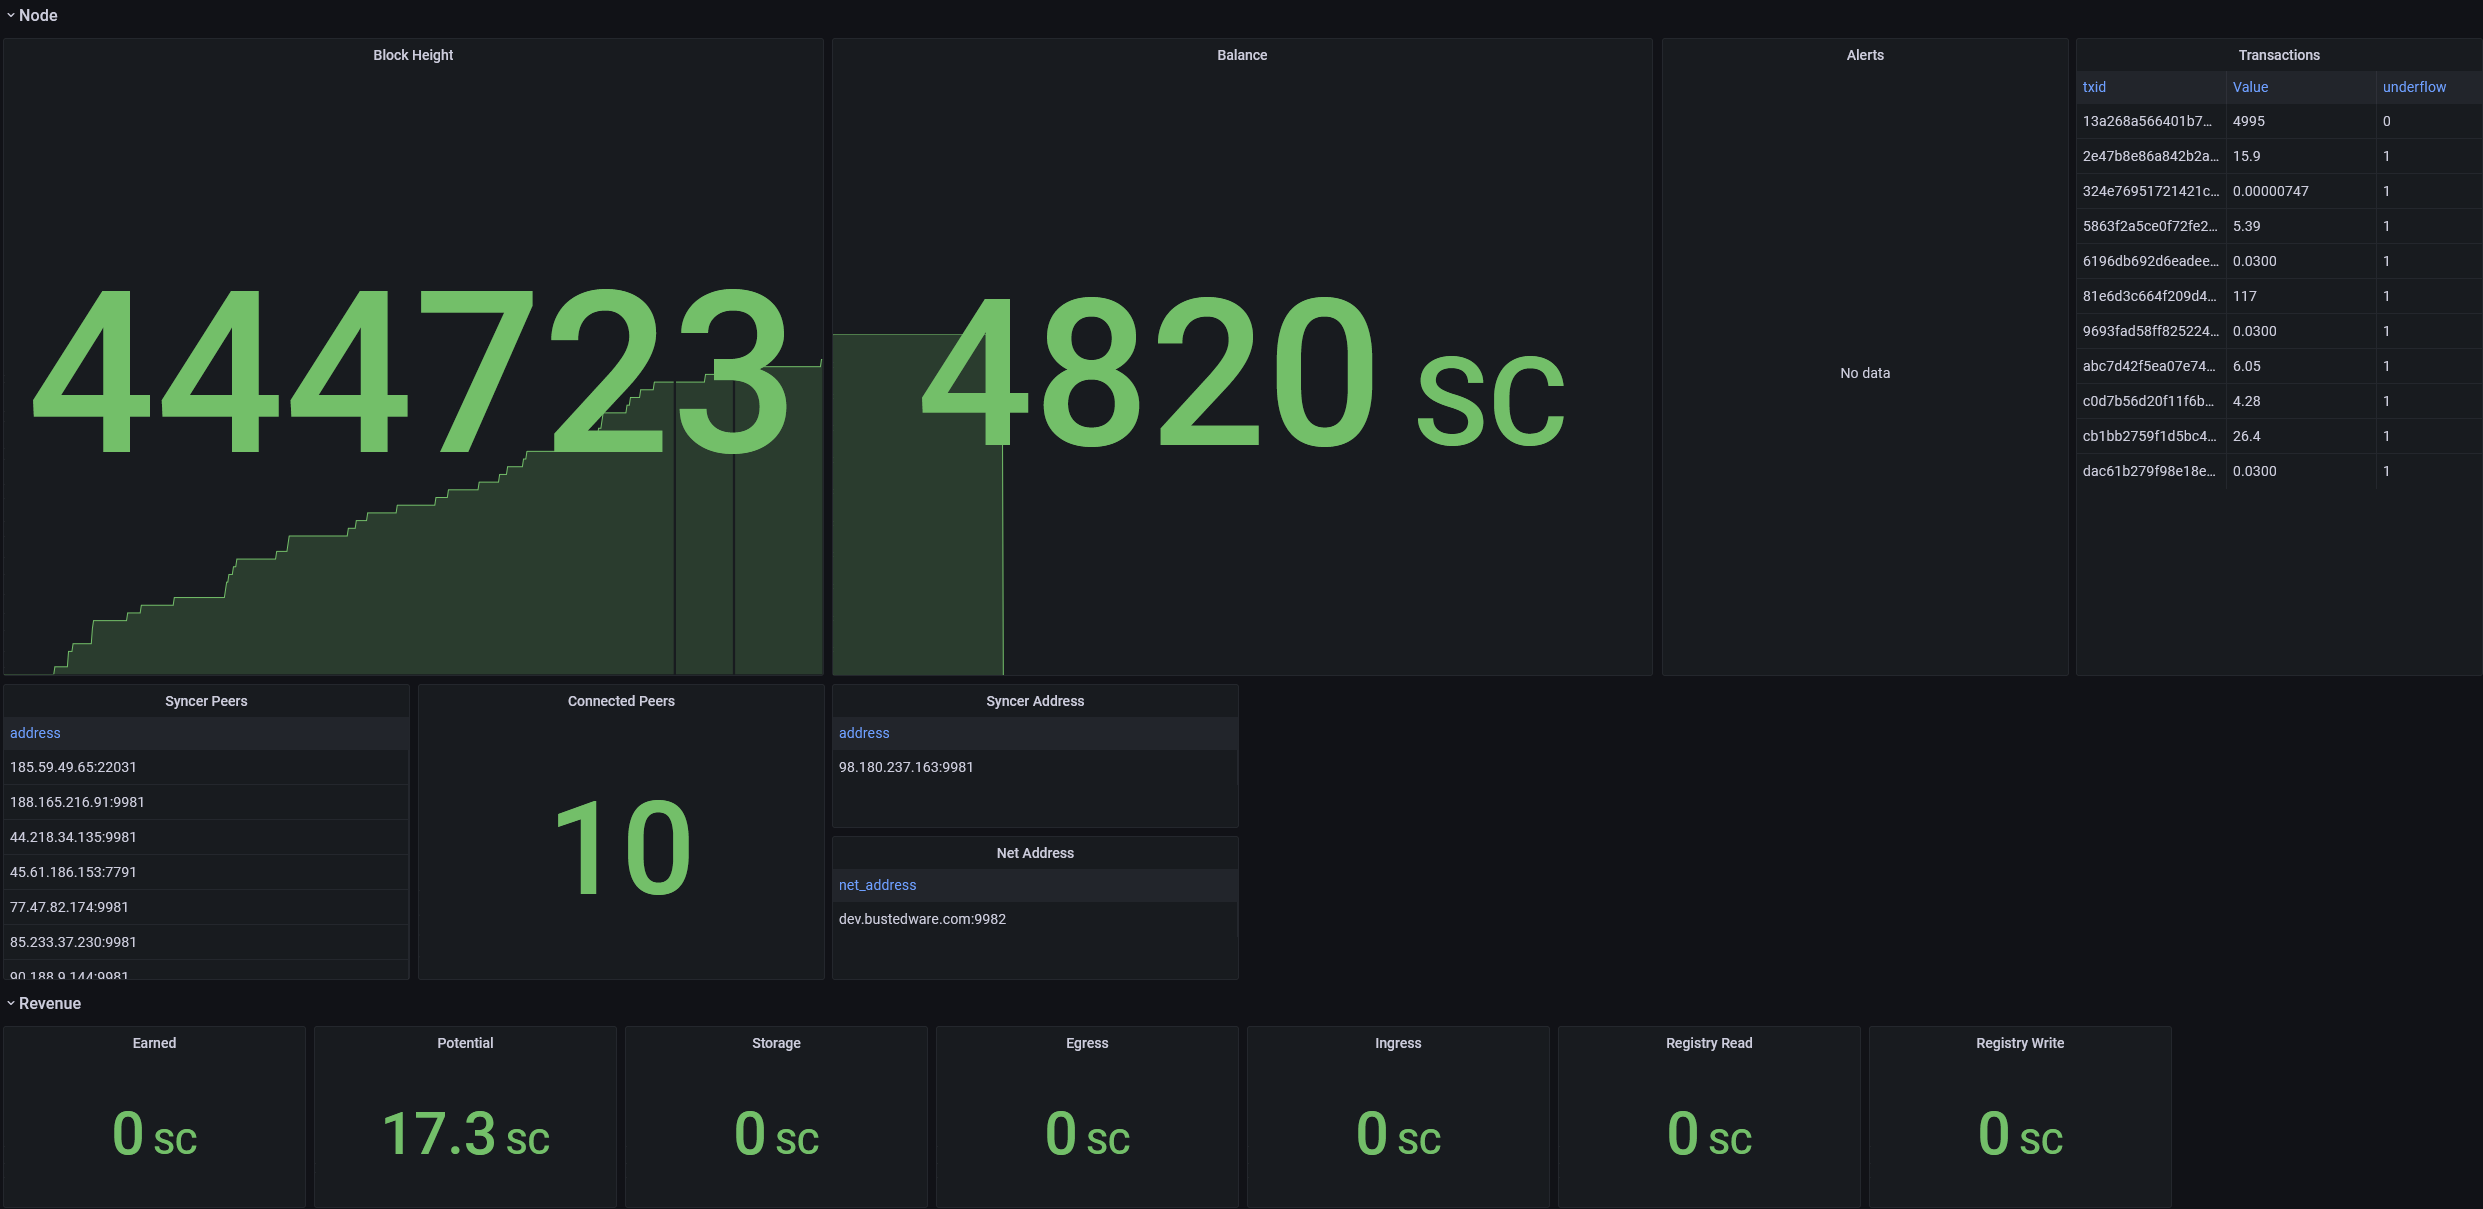 Node
Block Height
444723
Balance
4820 SC
Alerts
No data
Transactions
txid Value underflow
13a268a566401b7… 4995 0
2e47b8e86a842b2a… 15.9 1
324e76951721421c… 0.00000747 1
5863f2a5ce0f72fe2… 5.39 1
6196db692d6eadee… 0.0300 1
81e6d3c664f209d4… 117 1
9693fad58ff825224… 0.0300 1
abc7d42f5ea07e74… 6.05 1
c0d7b56d20f11f6b… 4.28 1
cb1bb2759f1d5bc4… 26.4 1
dac61b279f98e18e… 0.0300 1
Syncer Peers
address
185.59.49.65:22031
188.165.216.91:9981
44.218.34.135:9981
45.61.186.153:7791
77.47.82.174:9981
85.233.37.230:9981
90.188.9.144:9981
Connected Peers
10
Syncer Address
address
98.180.237.163:9981
Net Address
net_address
dev.bustedware.com:9982
Revenue
Earned
0 SC
Potential
17.3 SC
Storage
0 SC
Egress
0 SC
Ingress
0 SC
Registry Read
0 SC
Registry Write
0 SC